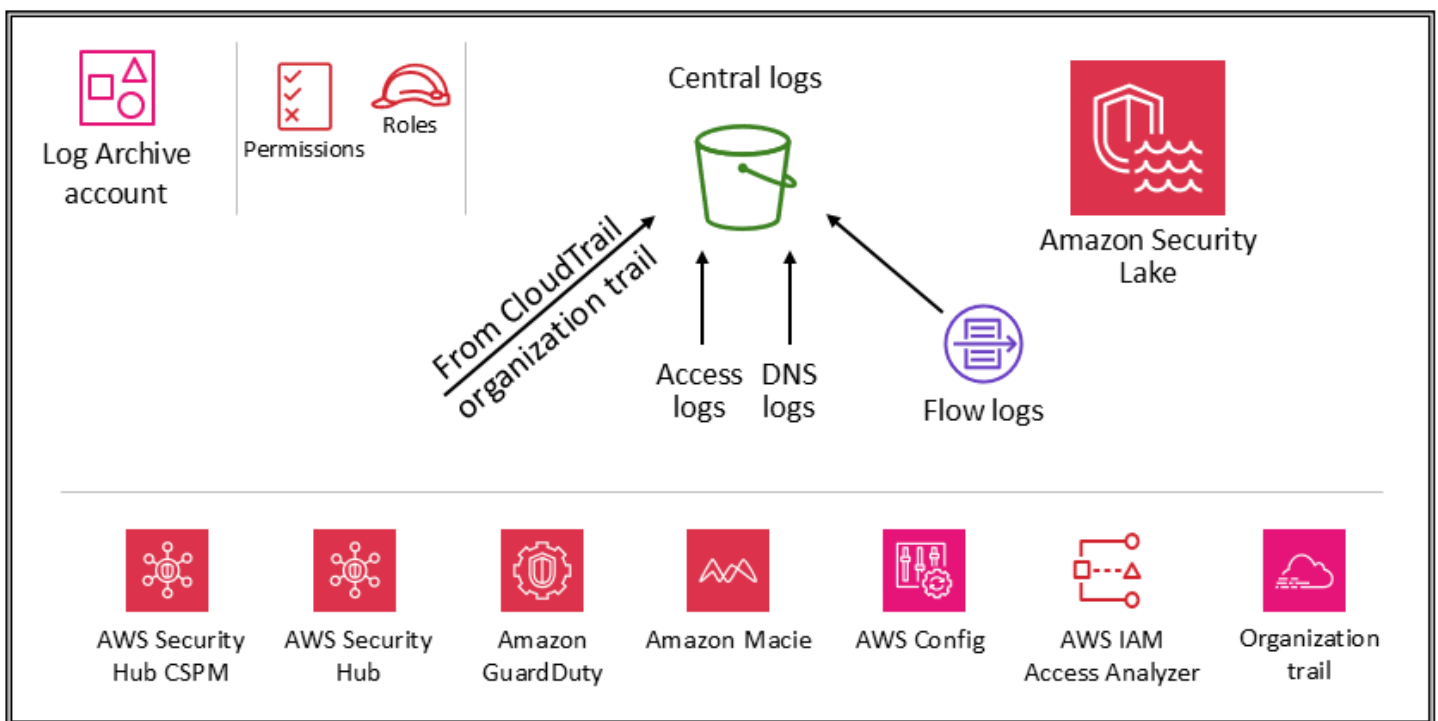 Log Archive
account
Permissions
Roles
Central logs
Amazon Security
Lake
From CloudTrail
organization trail
Access
logs
DNS
logs
Flow logs
AWS Security
Hub CSPM
AWS Security
Hub
Amazon
GuardDuty
Amazon Macie
AWS Config
AWS IAM
Access Analyzer
Organization
trail